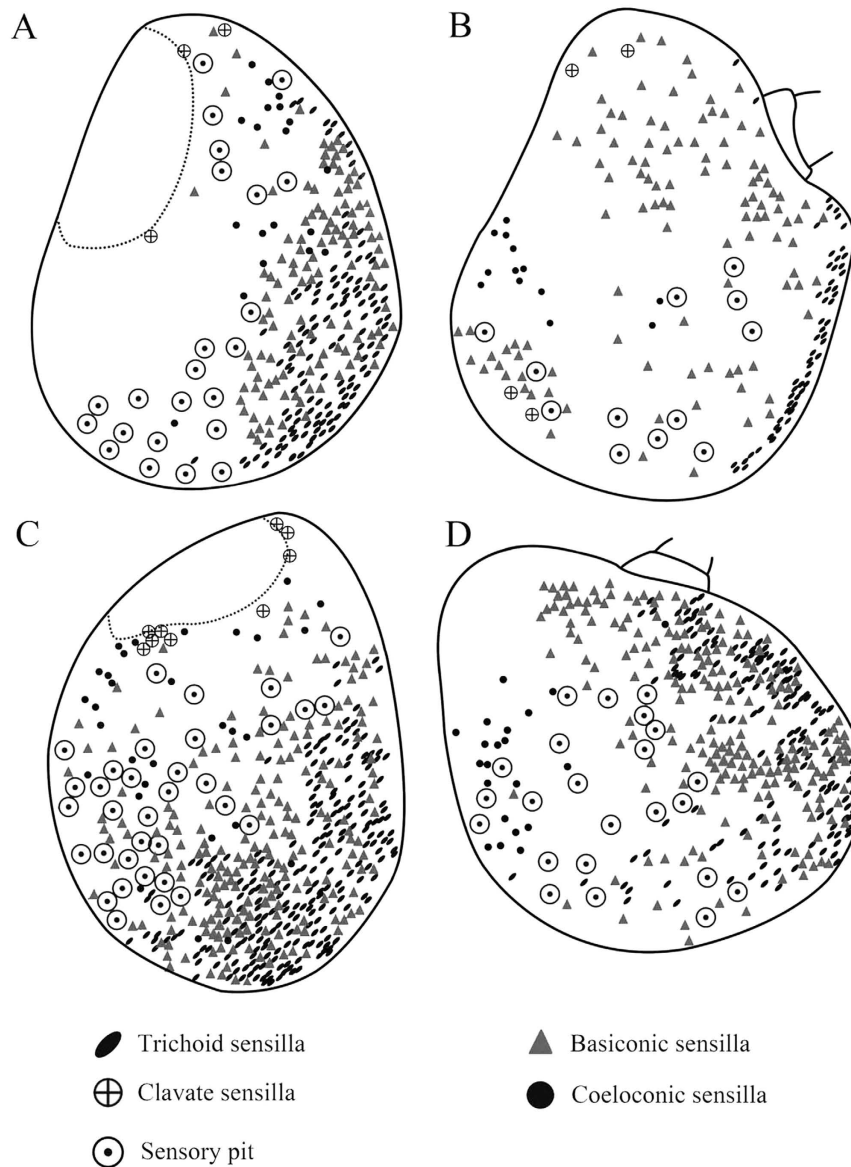 A
B
C
D
Trichoid sensilla
Basiconic sensilla
Clavate sensilla
Coeloconic sensilla
Sensory pit